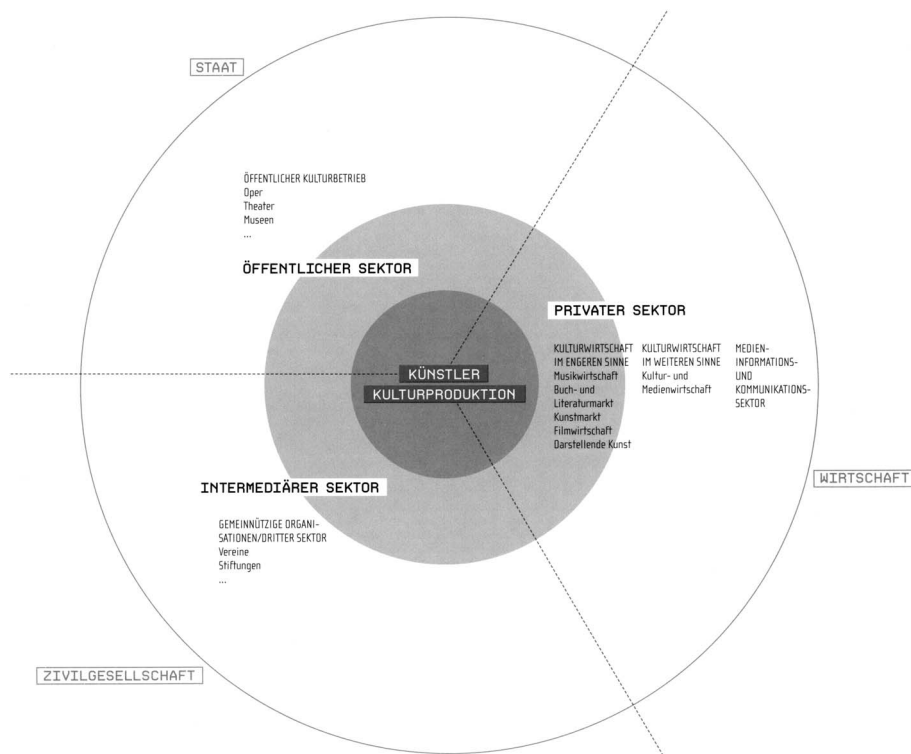 STAAT
ÖFFENTLICHER KULTURBETRIEB
Oper
Theater
Museen
...
ÖFFENTLICHER SEKTOR
PRIVATER SEKTOR
KULTURWIRTSCHAFT
IM ENGEREN SINNE
Musikwirtschaft
Buch- und
Literaturmarkt
Kunstmarkt
Filmwirtschaft
Darstellende Kunst
KULTURWIRTSCHAFT
IM WEITEREN SINNE
Kultur- und
Medienwirtschaft
MEDIEN-
INFORMATIONS-
UND
KOMMUNIKATIONS-
SEKTOR
KÜNSTLER
KULTURPRODUKTION
WIRTSCHAFT
INTERMEDIÄRER SEKTOR
GEMEINNÜTZIGE ORGANI-
SATIONEN/DRITTER SEKTOR
Vereine
Stiftungen
...
ZIVILGESELLSCHAFT